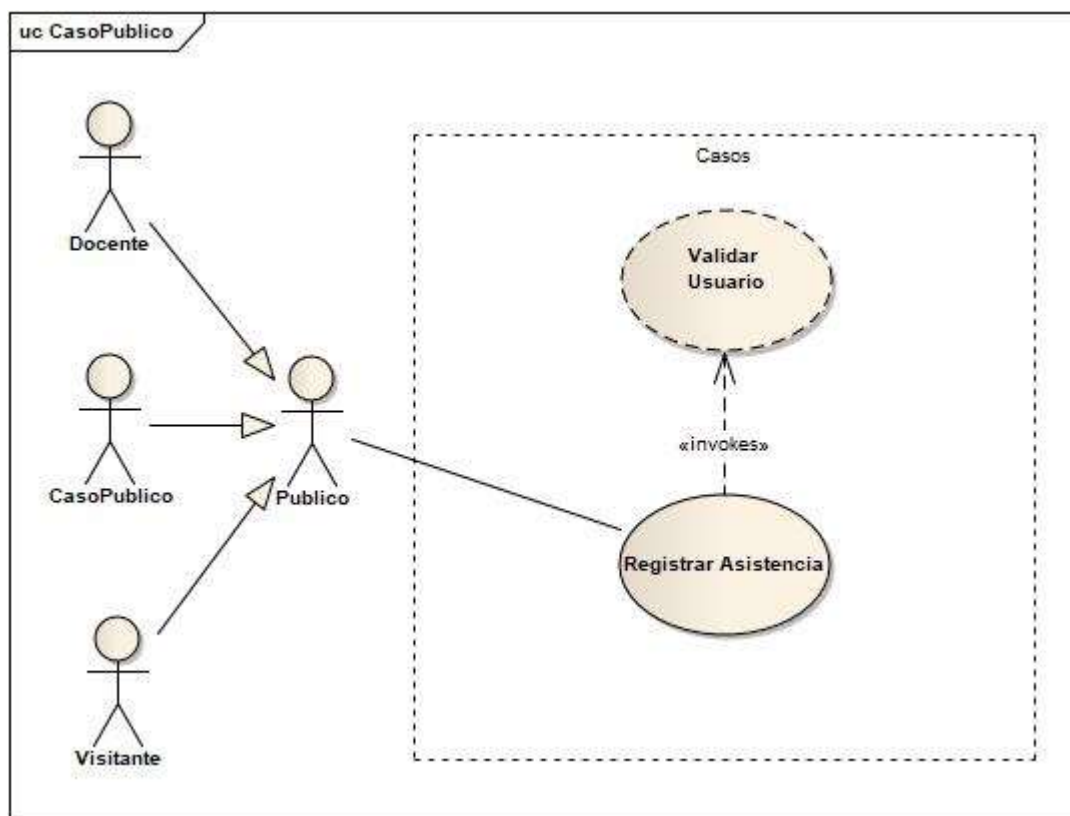 uc CasoPublico
Docente
CasoPublico
Visitante
Publico
Casos
Validar
Usuario
«invokes»
Registrar Asistencia